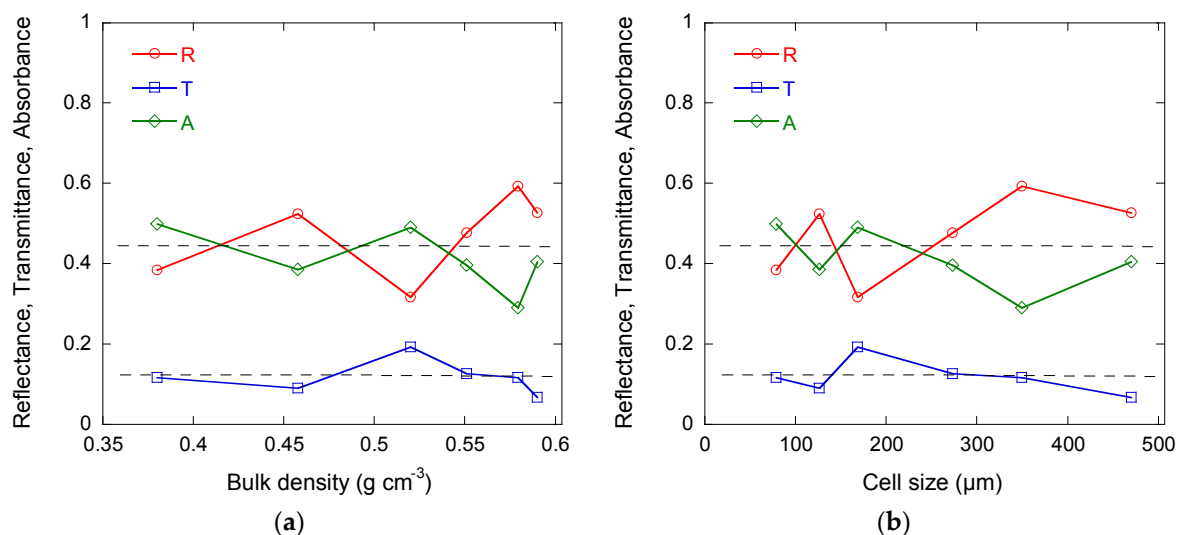 Reflectance, Transmittance, Absorbance
1
0.8
0.6
0.4
0.2
0
R
T
A
0.35 0.4 0.45 0.5 0.55 0.6
Bulk density (g cm⁻³)
(a)
Reflectance, Transmittance, Absorbance
1
0.8
0.6
0.4
0.2
0
R
T
A
0 100 200 300 400 500
Cell size (μm)
(b)